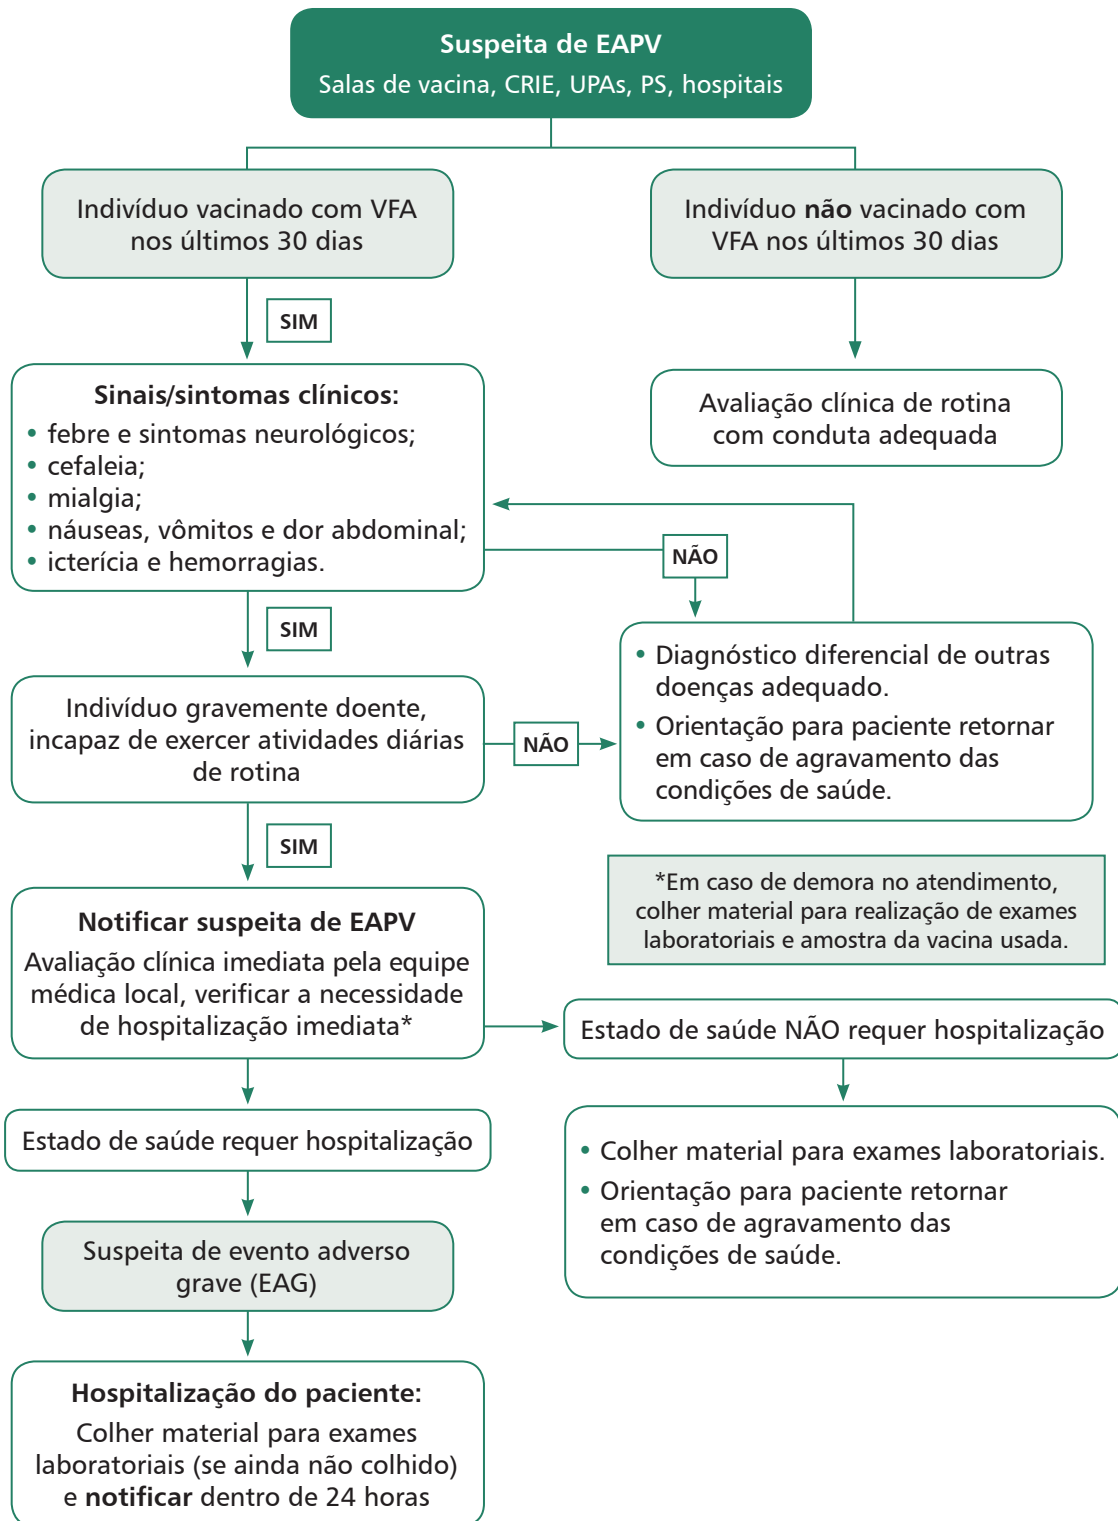 Suspeita de EAPV
Salas de vacina, CRIE, UPAs, PS, hospitais
Indivíduo vacinado com VFA
nos últimos 30 dias
Indivíduo não vacinado com
VFA nos últimos 30 dias
SIM
Sinais/sintomas clínicos:
• febre e sintomas neurológicos;
• cefaleia;
• mialgia;
• náuseas, vômitos e dor abdominal;
• icterícia e hemorragias.
Avaliação clínica de rotina
com conduta adequada
NÃO
SIM
• Diagnóstico diferencial de outras
doenças adequado.
• Orientação para paciente retornar
em caso de agravamento das
condições de saúde.
Indivíduo gravemente doente,
incapaz de exercer atividades diárias
de rotina
NÃO
SIM
*Em caso de demora no atendimento,
colher material para realização de exames
laboratoriais e amostra da vacina usada.
Notificar suspeita de EAPV
Avaliação clínica imediata pela equipe
médica local, verificar a necessidade
de hospitalização imediata*
Estado de saúde NÃO requer hospitalização
Estado de saúde requer hospitalização
• Colher material para exames laboratoriais.
• Orientação para paciente retornar
em caso de agravamento das
condições de saúde.
Suspeita de evento adverso
grave (EAG)
Hospitalização do paciente:
Colher material para exames
laboratoriais (se ainda não colhido)
e notificar dentro de 24 horas